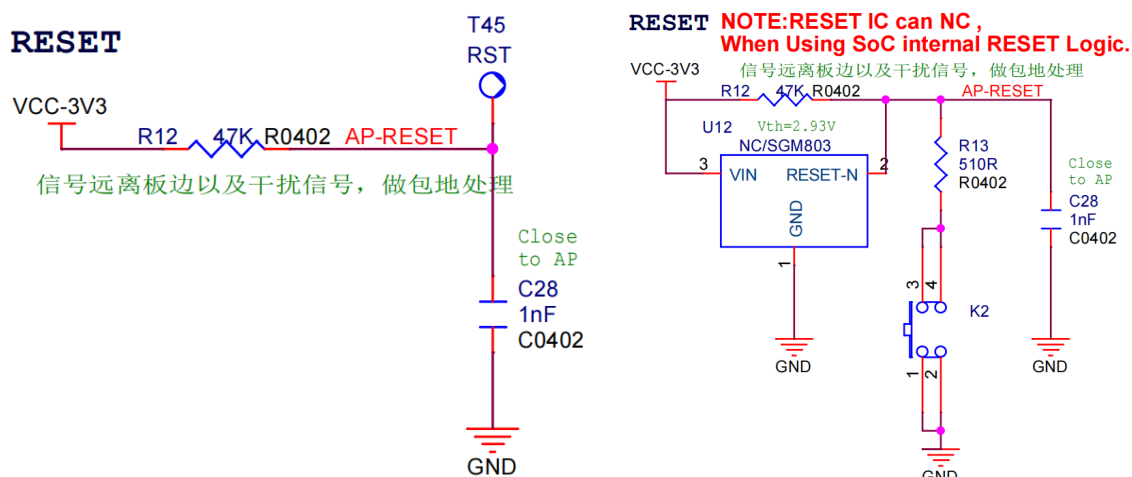 RESET
T45
RST
VCC-3V3
R12 47K R0402 AP-RESET
信号远离板边以及干扰信号，做包地处理
Close
to AP
C28
1nF
C0402
GND
RESET NOTE:RESET IC can NC ,
When Using SoC internal RESET Logic.
信号远离板边以及干扰信号，做包地处理
VCC-3V3
R12 47K R0402
AP-RESET
U12 Vth=2.93V
NC/SGM803
3 VIN RESET-N 2
GND
1
GND
R13
510R
R0402
Close
to AP
C28
1nF
C0402
GND
3 4
K2
1 2
GND